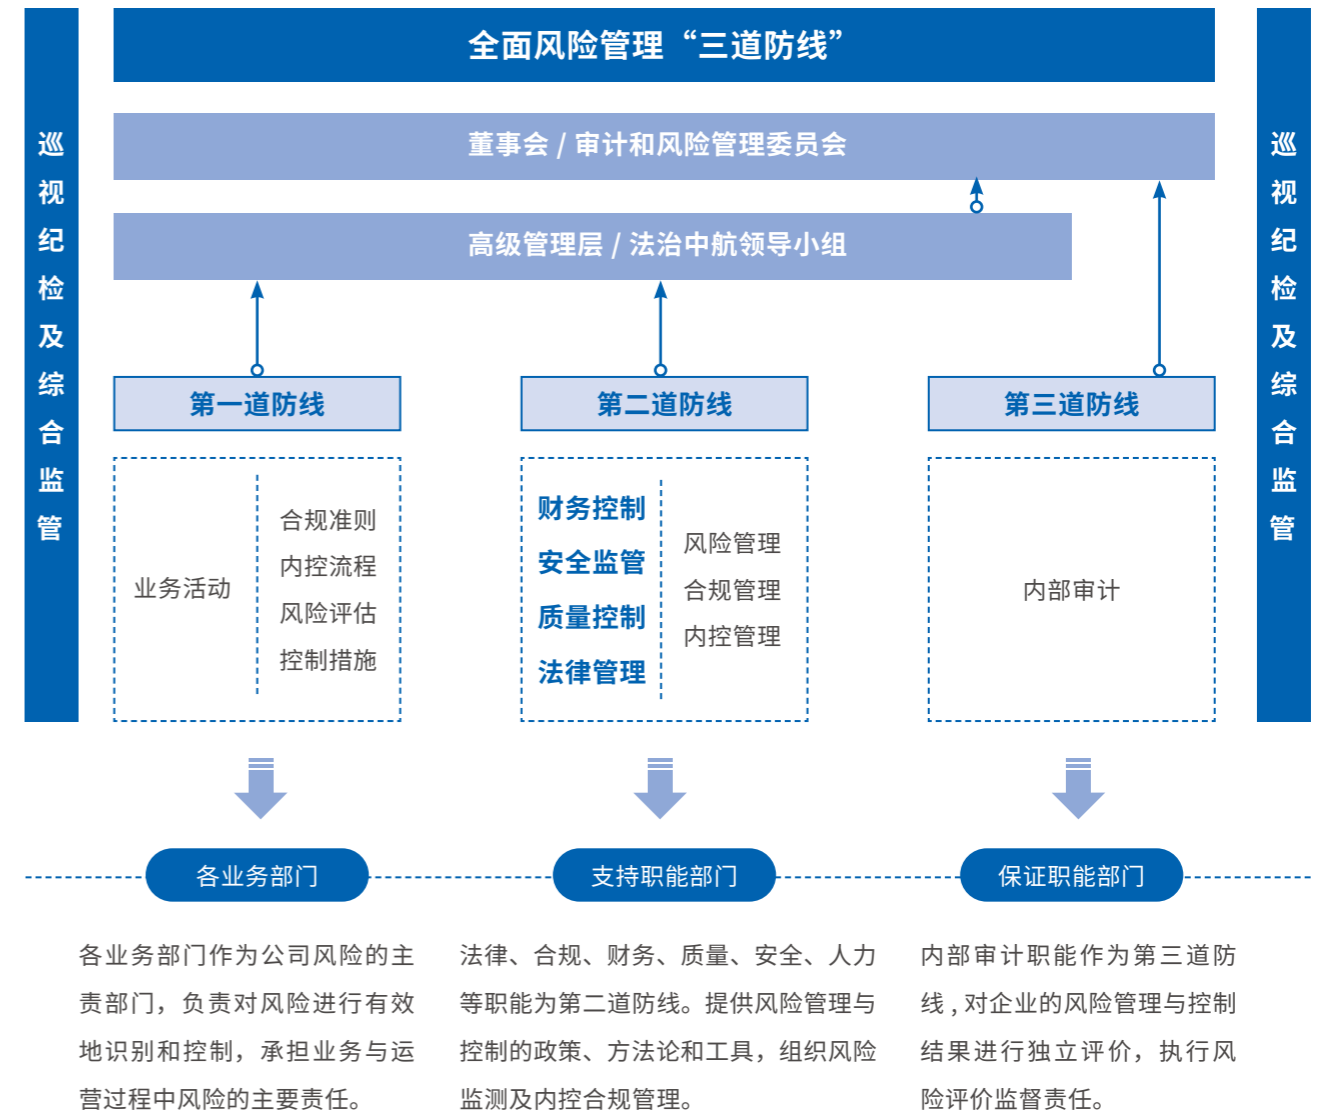 全面风险管理“三道防线”
巡视纪检及综合监管
董事会 / 审计和风险管理委员会
高级管理层 / 法治中航领导小组
第一道防线
业务活动
合规准则
内控流程
风险评估
控制措施
第二道防线
财务控制
安全监管
质量控制
法律管理
风险管理
合规管理
内控管理
第三道防线
内部审计
巡视纪检及综合监管
各业务部门
各业务部门作为公司风险的主
责部门，负责对风险进行有效
地识别和控制，承担业务与运
营过程中风险的主要责任。
支持职能部门
法律、合规、财务、质量、安全、人力
等职能为第二道防线。提供风险管理与
控制的政策、方法论和工具，组织风险
监测及内控合规管理。
保证职能部门
内部审计职能作为第三道防
线 , 对企业的风险管理与控制
结果进行独立评价，执行风
险评价监督责任。